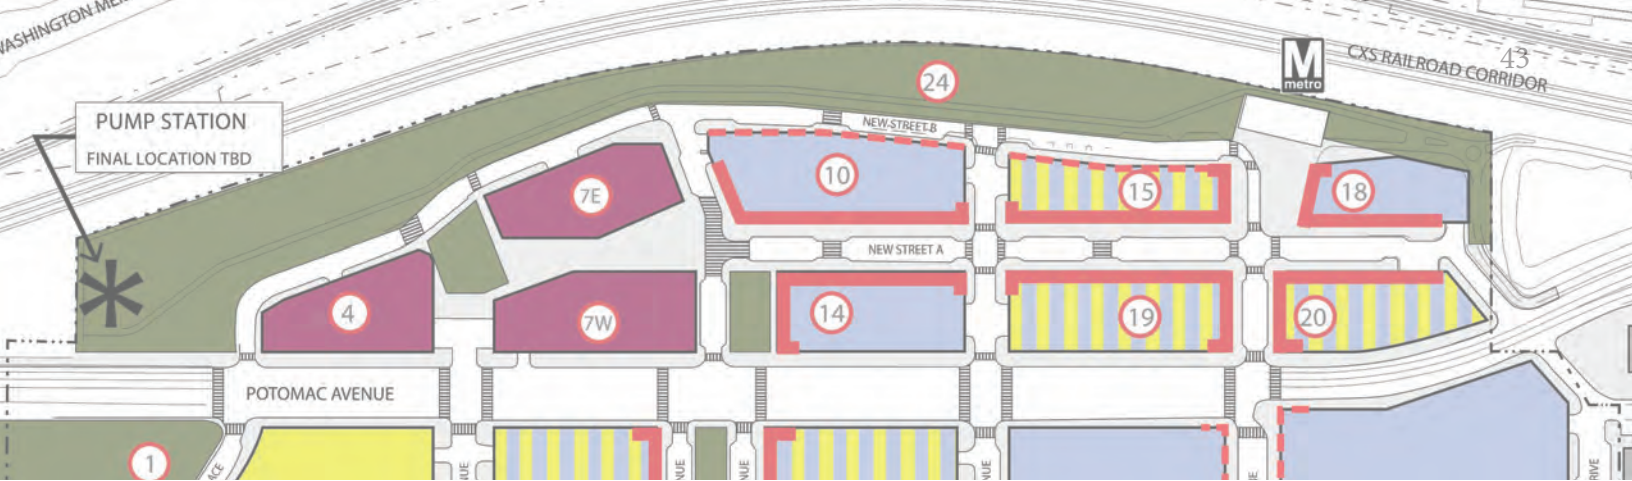 WASHINGTON
43
M
metro
CXS RAILROAD CORRIDOR
24
PUMP STATION
FINAL LOCATION TBD
NEW STREET B
7E
10
15
18
NEW STREET A
4
7W
14
19
20
POTOMAC AVENUE
1